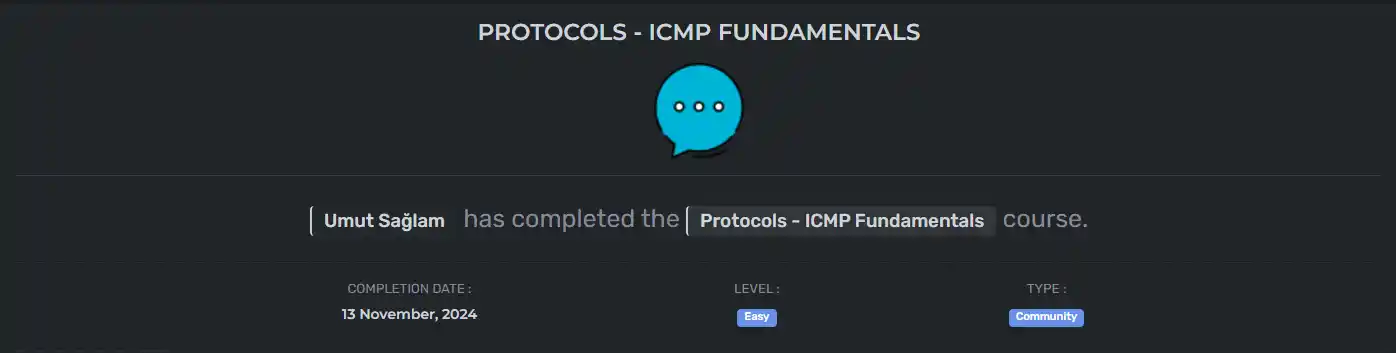 PROTOCOLS - ICMP FUNDAMENTALS
Umut Sağlam has completed the Protocols - ICMP Fundamentals course.
COMPLETION DATE : LEVEL : TYPE :
13 November, 2024 Easy Community